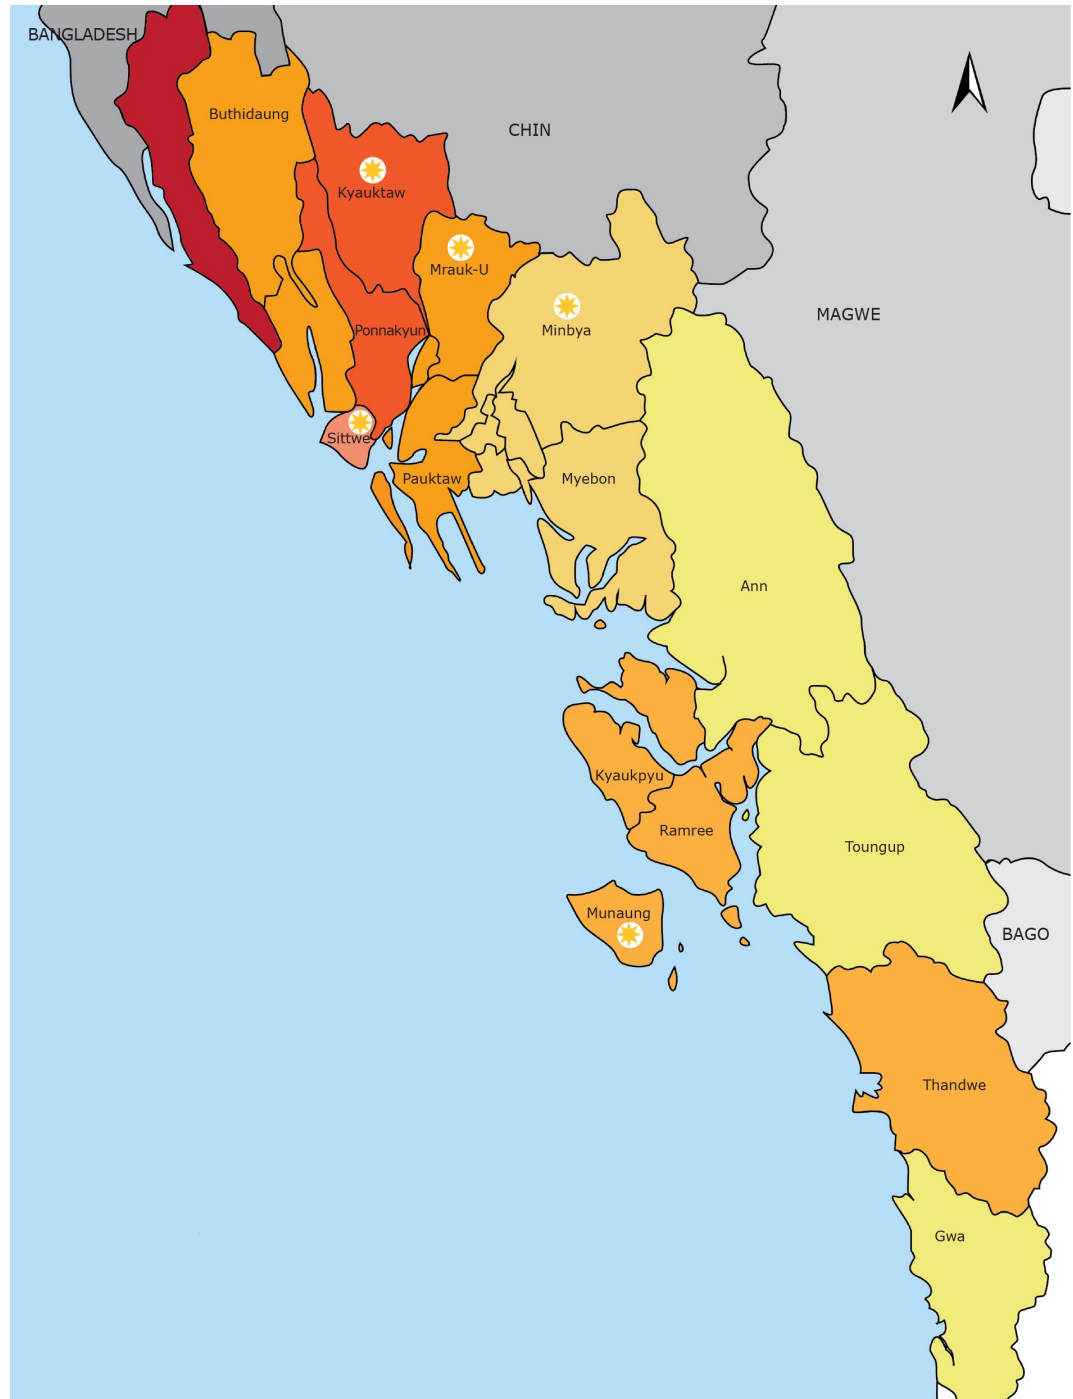 BANGLADESH
Buthidaung
CHIN
Kyauktaw
Mrauk-U
MAGWE
Ponnakyun
Minbya
Sittwe
Pauktaw
Myebon
Ann
Kyaukpyu
Ramree
Toungup
Munaung
BAGO
Thandwe
Gwa